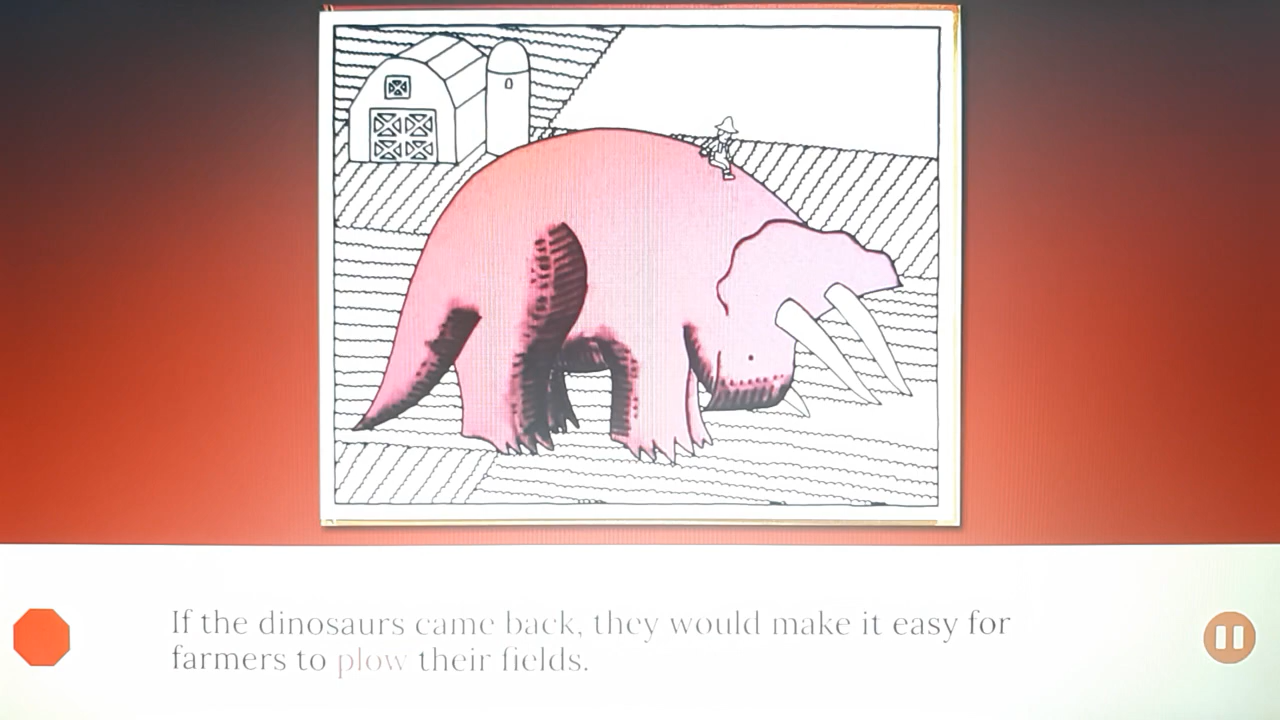 If the dinosaurs came back, they would make it easy for
farmers to plow their fields.